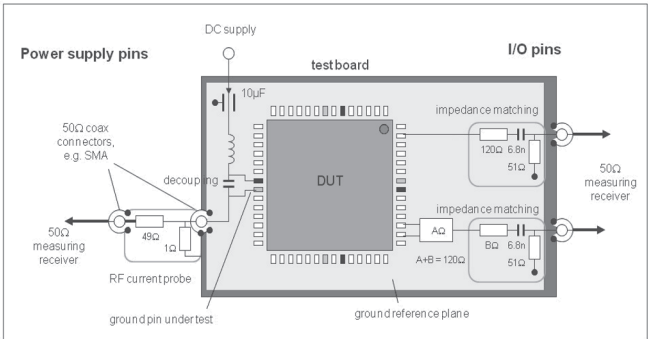 DC supply
Power supply pins
I/O pins
test board
10µF
impedance matching
50Ω coax
connectors,
e.g. SMA
120Ω
6.8n
51Ω
50Ω
measuring
receiver
decoupling
DUT
impedance matching
50Ω
measuring
receiver
49Ω
1Ω
AΩ
BΩ
6.8n
51Ω
A+B = 120Ω
RF current probe
ground pin under test
ground reference plane